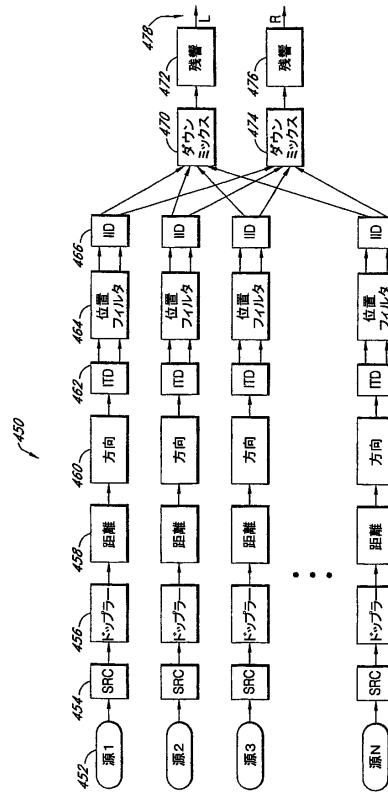 450
452 454 456 458 460 462 464 466
源1 SRC ドップラー 距離 方向 ITD 位置 フィルタ IID
源2 SRC ドップラー 距離 方向 ITD 位置 フィルタ IID
源3 SRC ドップラー 距離 方向 ITD 位置 フィルタ IID
源N SRC ドップラー 距離 方向 ITD 位置 フィルタ IID
470 472 478
ダウン ミックス 残響 L
474 476
ダウン ミックス 残響 R